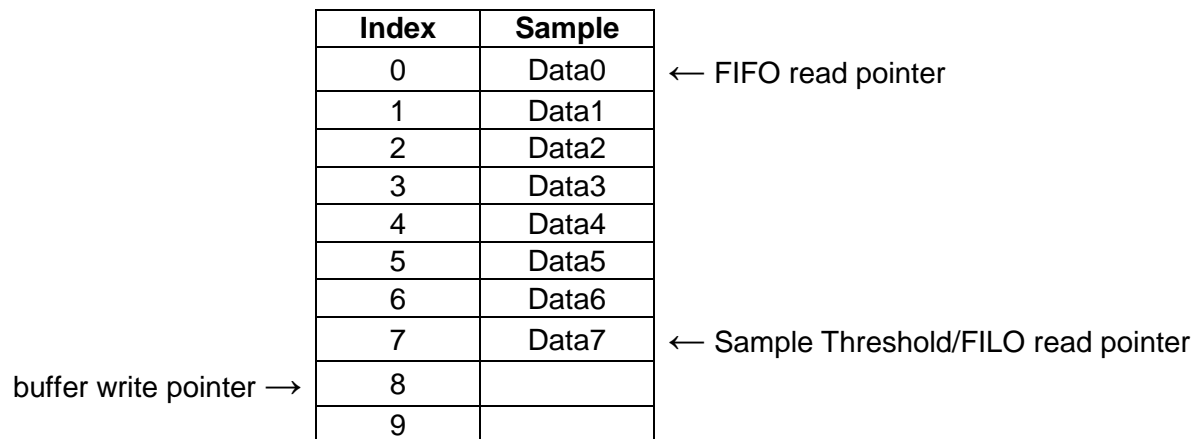 Index Sample
0 Data0 ← FIFO read pointer
1 Data1
2 Data2
3 Data3
4 Data4
5 Data5
6 Data6
7 Data7 ← Sample Threshold/FILO read pointer
buffer write pointer → 8
9